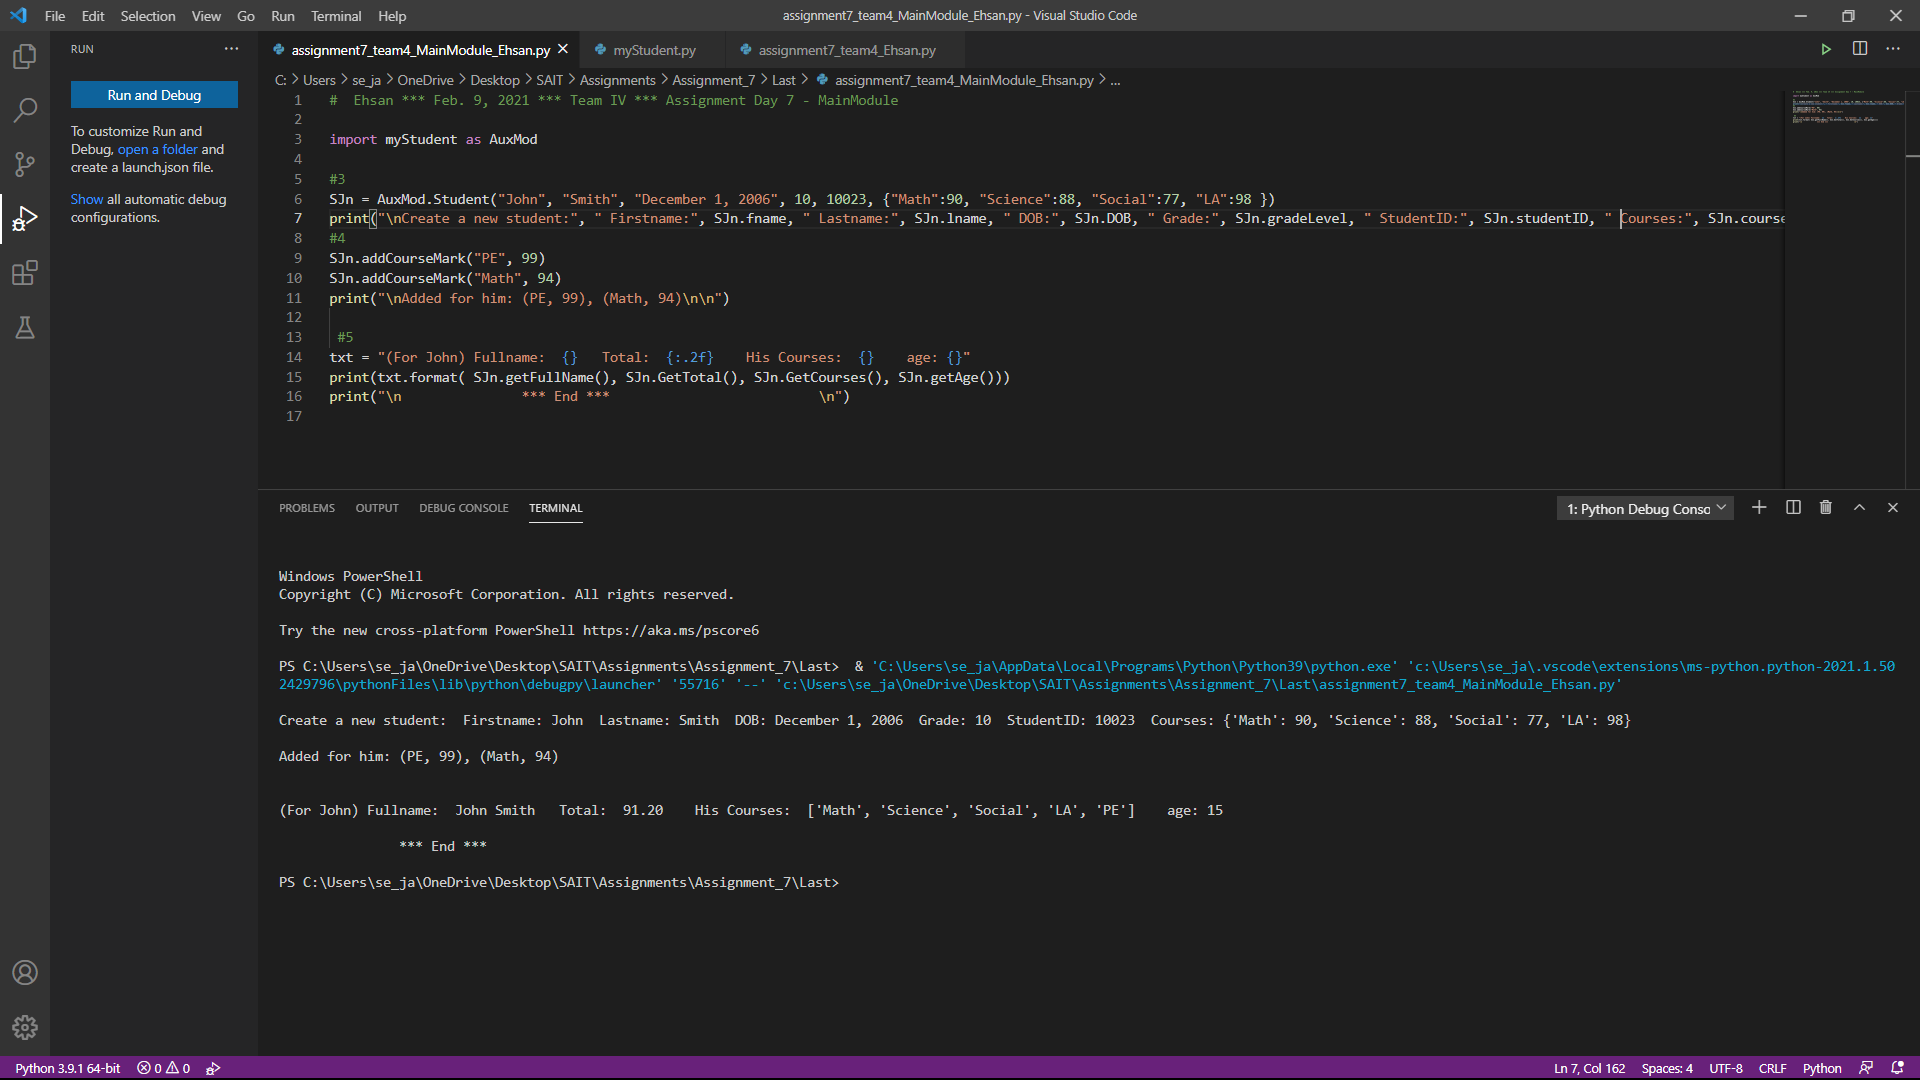 File Edit Selection View Go Run Terminal Help
assignment7_team4_MainModule_Ehsan.py - Visual Studio Code
RUN
Run and Debug
To customize Run and
Debug, open a folder and
create a launch.json file.
Show all automatic debug
configurations.
assignment7_team4_MainModule_Ehsan.py myStudent.py assignment7_team4_Ehsan.py
C: > Users > se_ja > OneDrive > Desktop > SAIT > Assignments > Assignment_7 > Last > assignment7_team4_MainModule_Ehsan.py > ...
1 #  Ehsan *** Feb. 9, 2021 *** Team IV *** Assignment Day 7 - MainModule
2
3 import myStudent as AuxMod
4
5 #3
6 SJn = AuxMod.Student("John", "Smith", "December 1, 2006", 10, 10023, {"Math":90, "Science":88, "Social":77, "LA":98 })
7 print("\nCreate a new student:", " Firstname:", SJn.fname, " Lastname:", SJn.lname, " DOB:", SJn.DOB, " Grade:", SJn.gradeLevel, " StudentID:", SJn.studentID, " Courses:", SJn.course
8 #4
9 SJn.addCourseMark("PE", 99)
10 SJn.addCourseMark("Math", 94)
11 print("\nAdded for him: (PE, 99), (Math, 94)\n\n")
12
13 #5
14 txt = "(For John) Fullname:  {}   Total:  {:.2f}    His Courses:  {}    age: {}"
15 print(txt.format( SJn.getFullName(), SJn.GetTotal(), SJn.GetCourses(), SJn.getAge()))
16 print("\n               *** End ***                          \n")
17
PROBLEMS OUTPUT DEBUG CONSOLE TERMINAL
1: Python Debug Conso
Windows PowerShell
Copyright (C) Microsoft Corporation. All rights reserved.
Try the new cross-platform PowerShell https://aka.ms/pscore6
PS C:\Users\se_ja\OneDrive\Desktop\SAIT\Assignments\Assignment_7\Last>  & 'C:\Users\se_ja\AppData\Local\Programs\Python\Python39\python.exe' 'c:\Users\se_ja\.vscode\extensions\ms-python.python-2021.1.50
2429796\pythonFiles\lib\python\debugpy\launcher' '55716' '--' 'c:\Users\se_ja\OneDrive\Desktop\SAIT\Assignments\Assignment_7\Last\assignment7_team4_MainModule_Ehsan.py'
Create a new student:  Firstname: John  Lastname: Smith  DOB: December 1, 2006  Grade: 10  StudentID: 10023  Courses: {'Math': 90, 'Science': 88, 'Social': 77, 'LA': 98}
Added for him: (PE, 99), (Math, 94)
(For John) Fullname:  John Smith   Total:  91.20    His Courses:  ['Math', 'Science', 'Social', 'LA', 'PE']    age: 15
*** End ***
PS C:\Users\se_ja\OneDrive\Desktop\SAIT\Assignments\Assignment_7\Last>
Python 3.9.1 64-bit 0 0 Ln 7, Col 162 Spaces: 4 UTF-8 CRLF Python